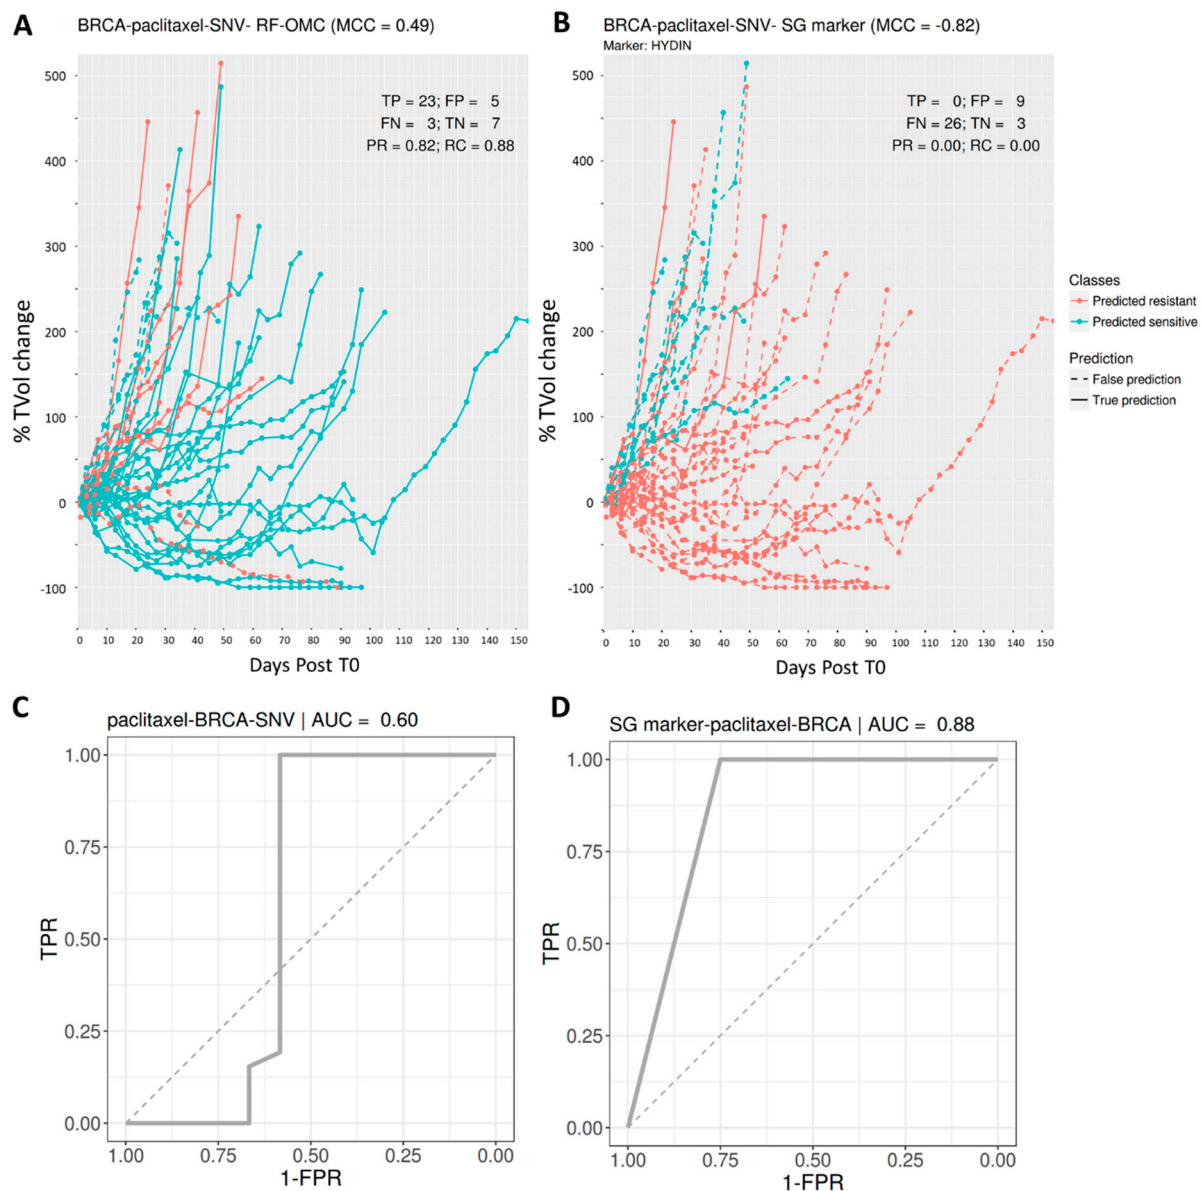 A
BRCA-paclitaxel-SNV- RF-OMC (MCC = 0.49)
TP = 23; FP = 5
FN = 3; TN = 7
PR = 0.82; RC = 0.88
500
400
300
200
100
0
-100
% TVol change
0 10 20 30 40 50 60 70 80 90 100 110 120 130 140 150
Days Post T0
B
BRCA-paclitaxel-SNV- SG marker (MCC = -0.82)
Marker: HYDIN
TP = 0; FP = 9
FN = 26; TN = 3
PR = 0.00; RC = 0.00
500
400
300
200
100
0
-100
% TVol change
0 10 20 30 40 50 60 70 80 90 100 110 120 130 140 150
Days Post T0
Classes
Predicted resistant
Predicted sensitive
Prediction
False prediction
True prediction
C
paclitaxel-BRCA-SNV | AUC = 0.60
1.00
0.75
0.50
0.25
0.00
TPR
1.00 0.75 0.50 0.25 0.00
1-FPR
D
SG marker-paclitaxel-BRCA | AUC = 0.88
1.00
0.75
0.50
0.25
0.00
TPR
1.00 0.75 0.50 0.25 0.00
1-FPR